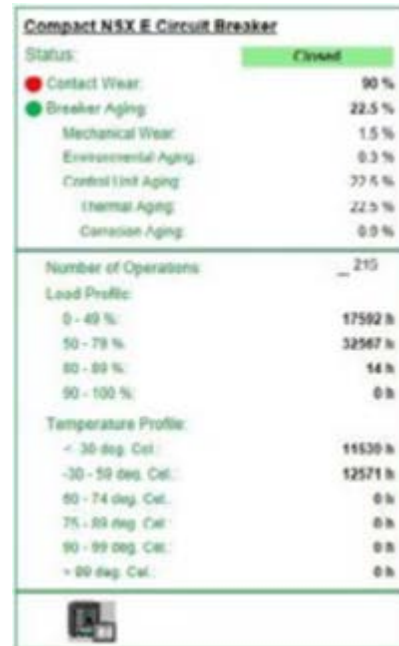 Compact NSX E Circuit Breaker
Status: Closed
Contact Wear: 90 %
Breaker Aging: 22.5 %
Mechanical Wear: 1.5 %
Environmental Aging: 0.3 %
Control Unit Aging: 22.5 %
Thermal Aging: 22.5 %
Corrosion Aging: 0.0 %
Number of Operations
Load Profile:
0 - 49 %: 17592 h
50 - 79 %: 32567 h
80 - 89 %: 14 h
90 - 100 %: 0 h
Temperature Profile:
< -30 deg. Cel.: 11539 h
-30 - 59 deg. Cel.: 12571 h
60 - 74 deg. Cel.: 0 h
75 - 89 deg. Cel.: 0 h
90 - 99 deg. Cel.: 0 h
> 99 deg. Cel.: 0 h